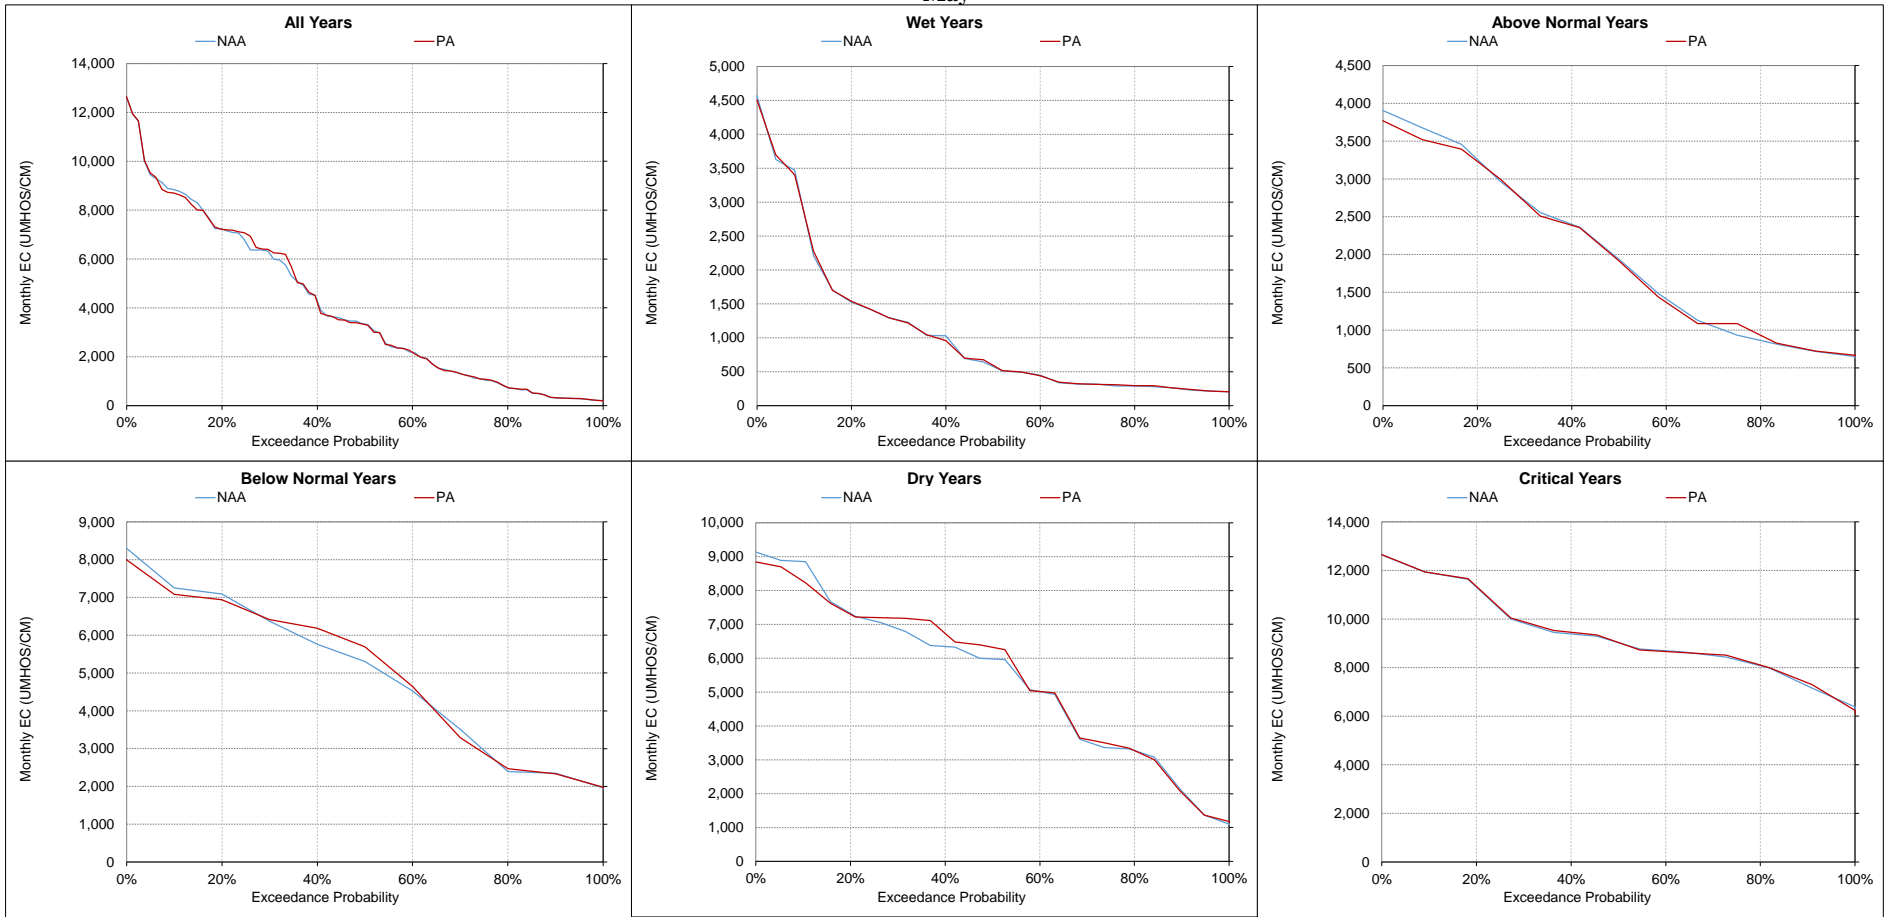 May
All Years
NAA PA
14,000
12,000
10,000
8,000
6,000
4,000
2,000
0
Monthly EC (UMHOS/CM)
0% 20% 40% 60% 80% 100%
Exceedance Probability
Wet Years
NAA PA
5,000
4,500
4,000
3,500
3,000
2,500
2,000
1,500
1,000
500
0
Monthly EC (UMHOS/CM)
0% 20% 40% 60% 80% 100%
Exceedance Probability
Above Normal Years
NAA PA
4,500
4,000
3,500
3,000
2,500
2,000
1,500
1,000
500
0
Monthly EC (UMHOS/CM)
0% 20% 40% 60% 80% 100%
Exceedance Probability
Below Normal Years
NAA PA
9,000
8,000
7,000
6,000
5,000
4,000
3,000
2,000
1,000
0
Monthly EC (UMHOS/CM)
0% 20% 40% 60% 80% 100%
Exceedance Probability
Dry Years
NAA PA
10,000
9,000
8,000
7,000
6,000
5,000
4,000
3,000
2,000
1,000
0
Monthly EC (UMHOS/CM)
0% 20% 40% 60% 80% 100%
Exceedance Probability
Critical Years
NAA PA
14,000
12,000
10,000
8,000
6,000
4,000
2,000
0
Monthly EC (UMHOS/CM)
0% 20% 40% 60% 80% 100%
Exceedance Probability